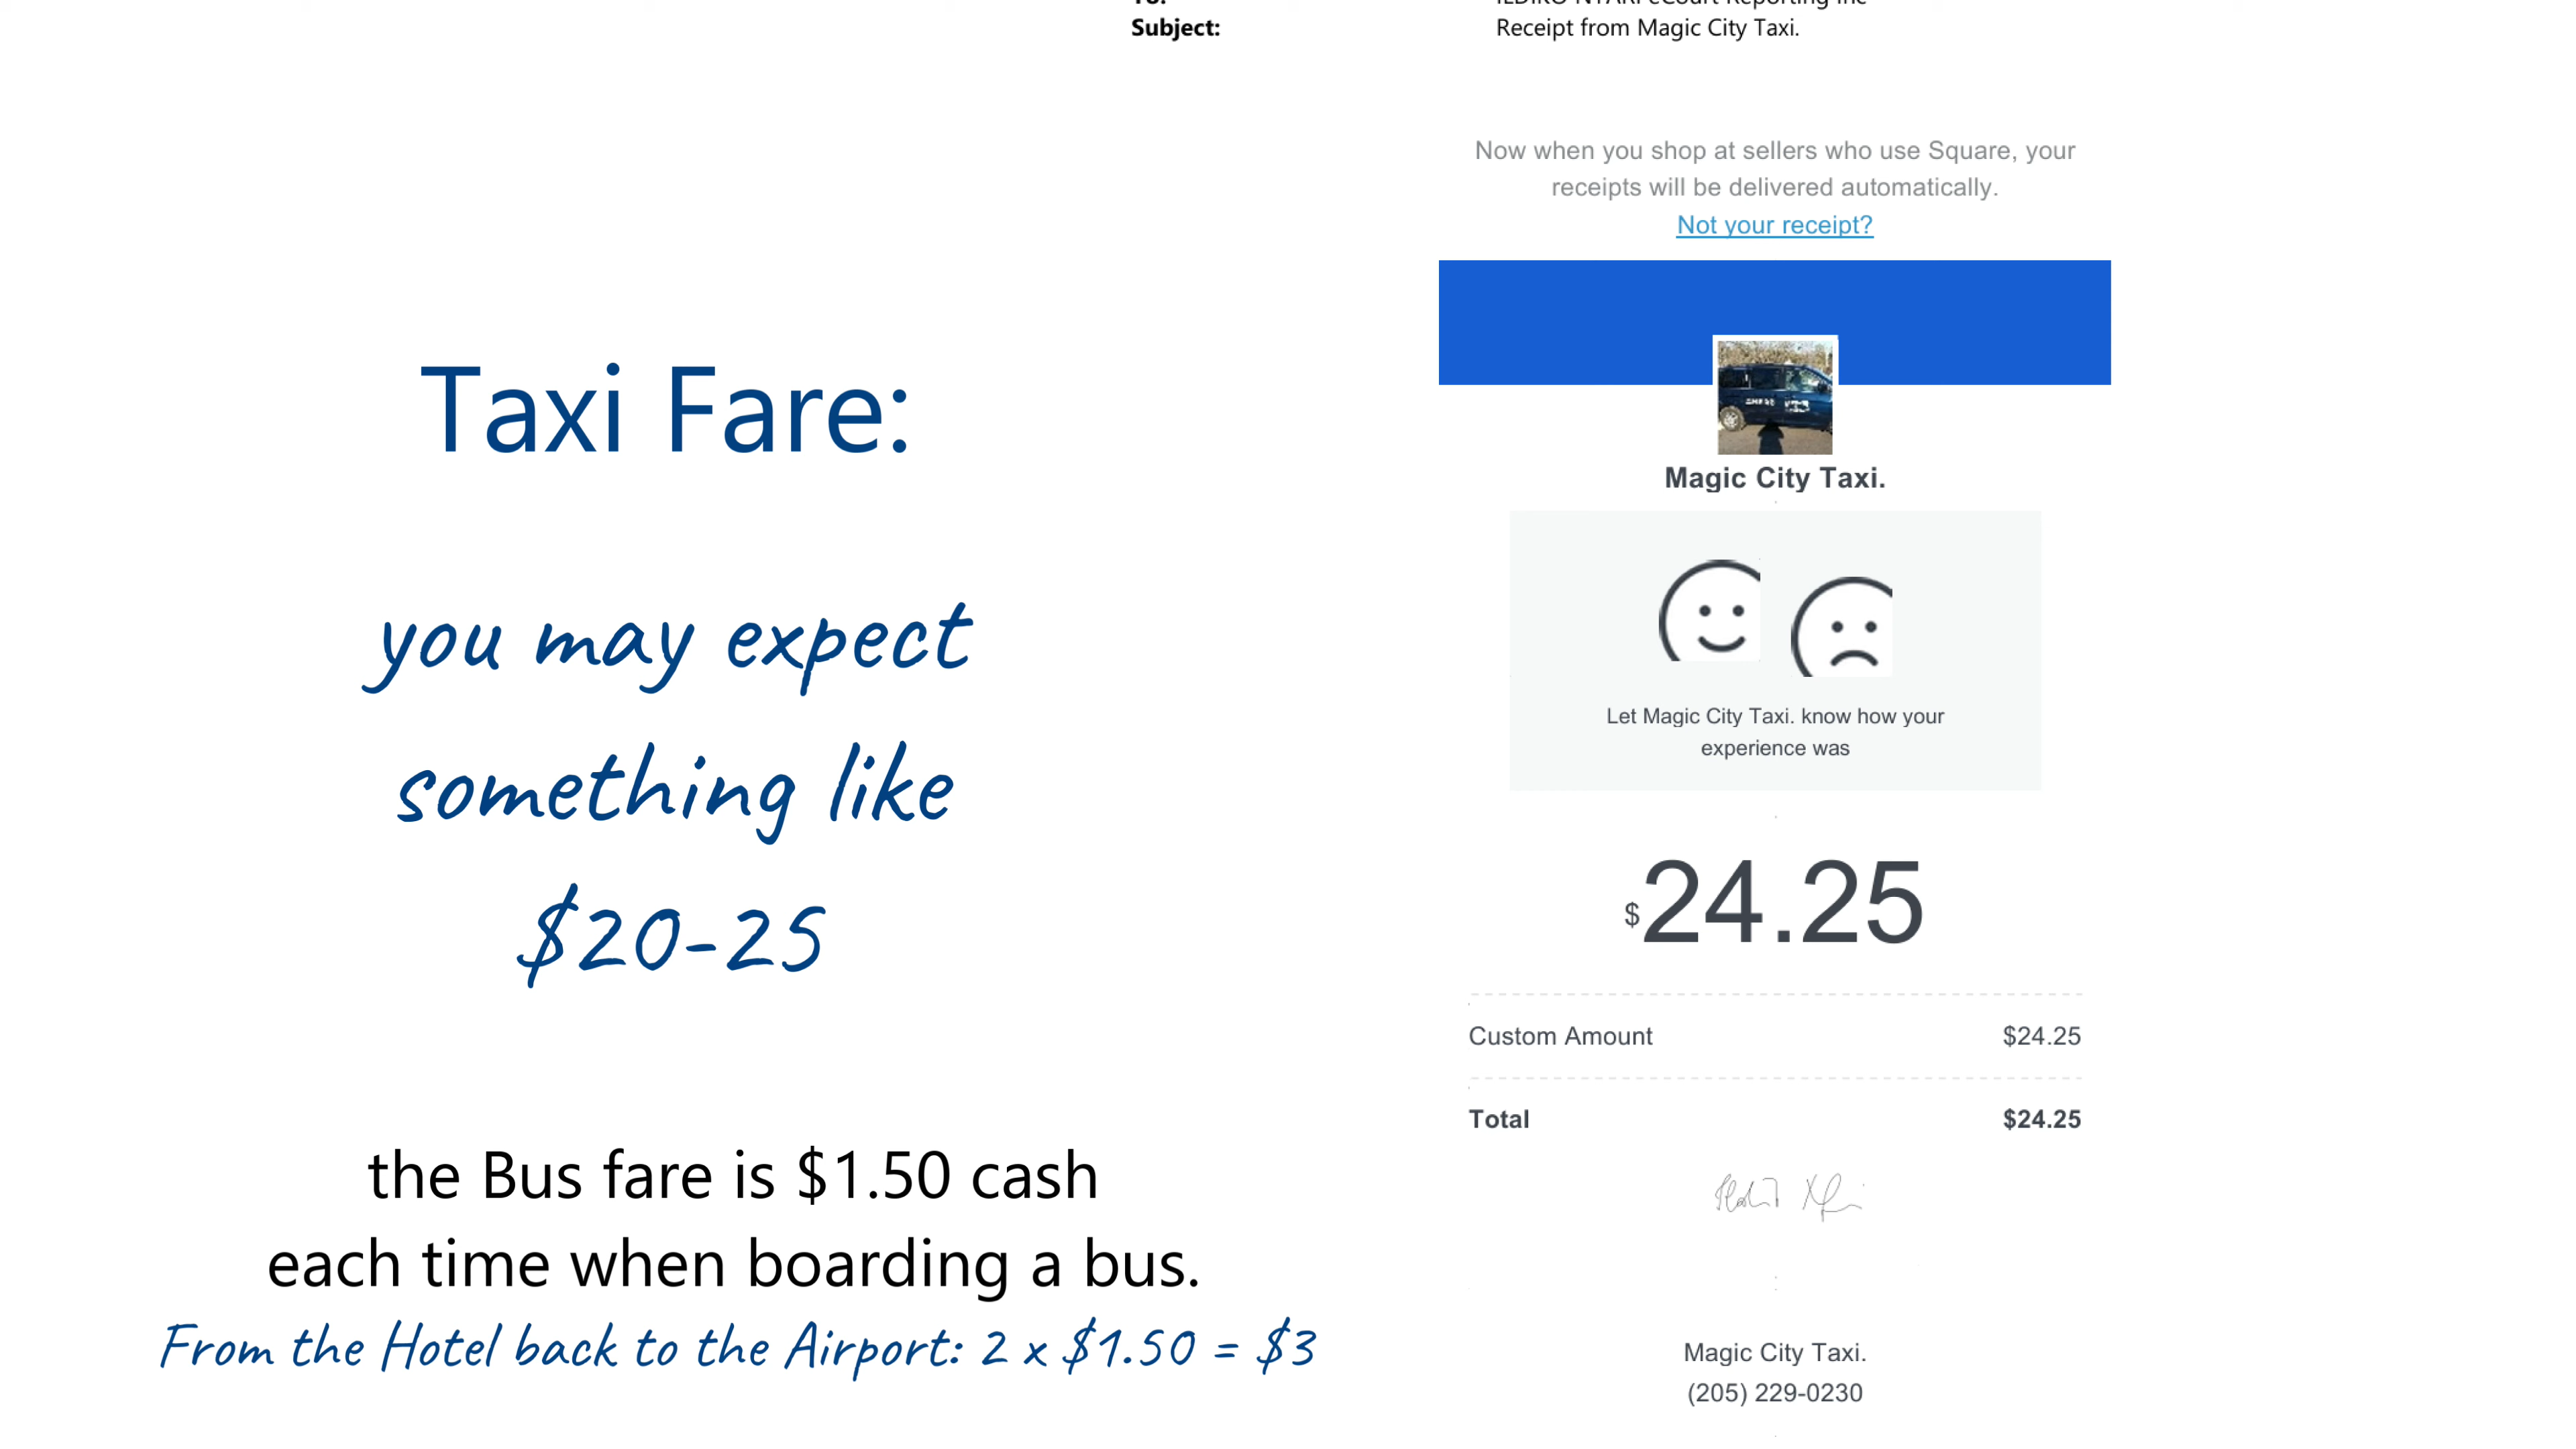 Subject:
Receipt from Magic City Taxi.
Now when you shop at sellers who use Square, your
receipts will be delivered automatically.
Not your receipt?
Taxi Fare:
you may expect
something like
$20-25
the Bus fare is $1.50 cash
each time when boarding a bus.
From the Hotel back to the Airport: 2 x $1.50 = $3
Magic City Taxi.
Let Magic City Taxi. know how your
experience was
$24.25
Custom Amount $24.25
Total $24.25
Magic City Taxi.
(205) 229-0230